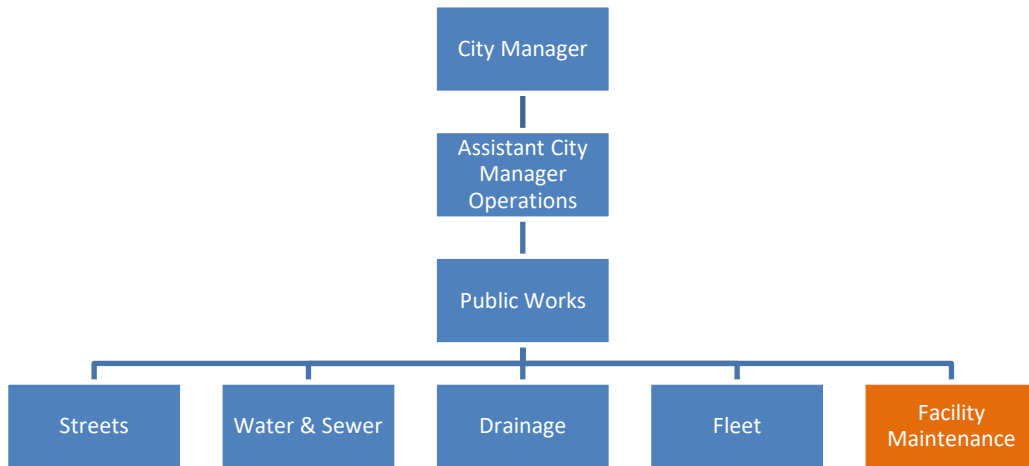 City Manager
Assistant City
Manager
Operations
Public Works
Streets
Water & Sewer
Drainage
Fleet
Facility
Maintenance